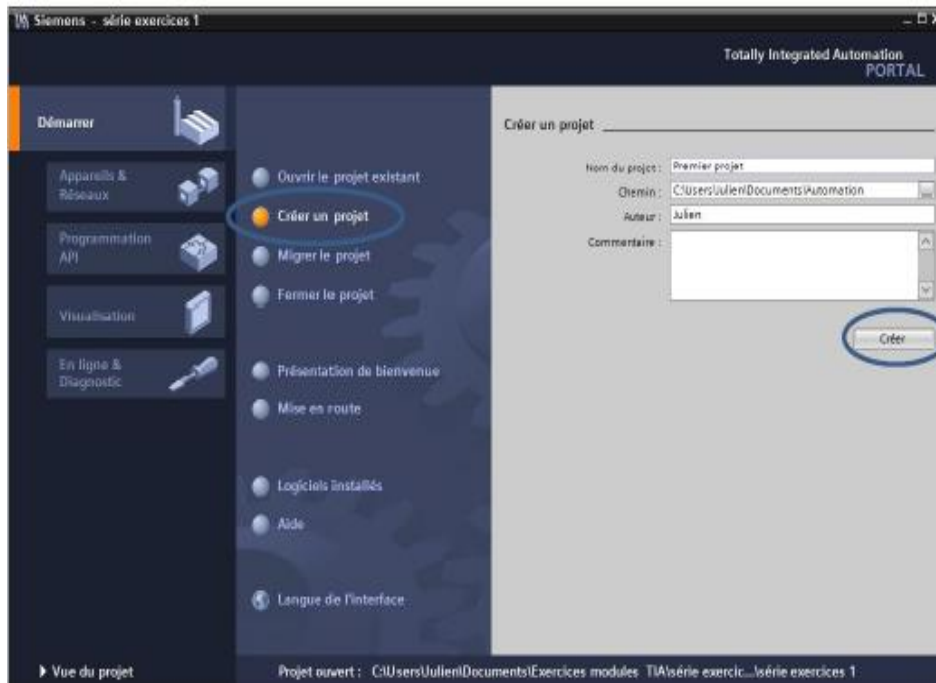 Siemens - série exercices 1
Totally Integrated Automation
PORTAL
Démarrer
Appareils &
Réseaux
Programmation
API
Visualisation
En ligne &
Diagnostic
Ouvrir le projet existant
Créer un projet
Migrer le projet
Fermer le projet
Présentation de bienvenue
Mise en route
Logiciels installés
Aide
Langue de l'interface
Créer un projet
Nom du projet : Premier projet
Chemin : C:\Users\Julien\Documents\Automation
Auteur : Julien
Commentaire :
Créer
Vue du projet
Projet ouvert : C:\Users\Julien\Documents\Exercices modules TIA\série exercic...\série exercices 1